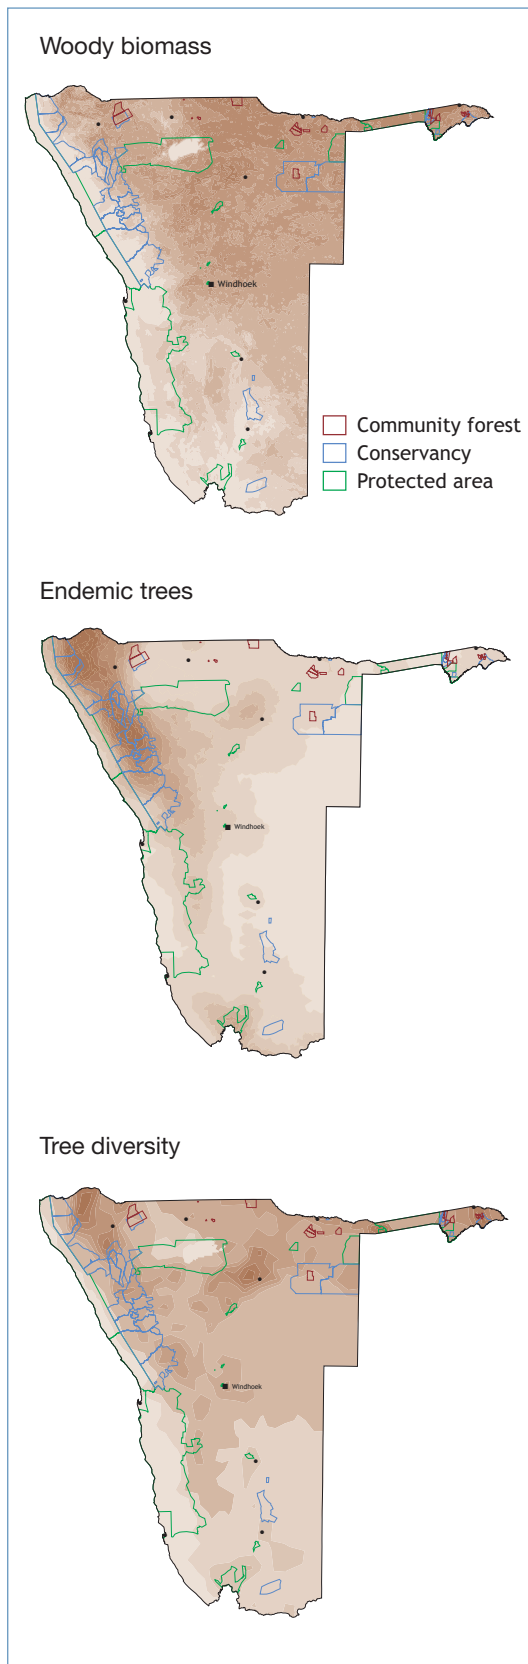 Woody biomass
Windhoek
Community forest
Conservancy
Protected area
Endemic trees
Windhoek
Tree diversity
Windhoek